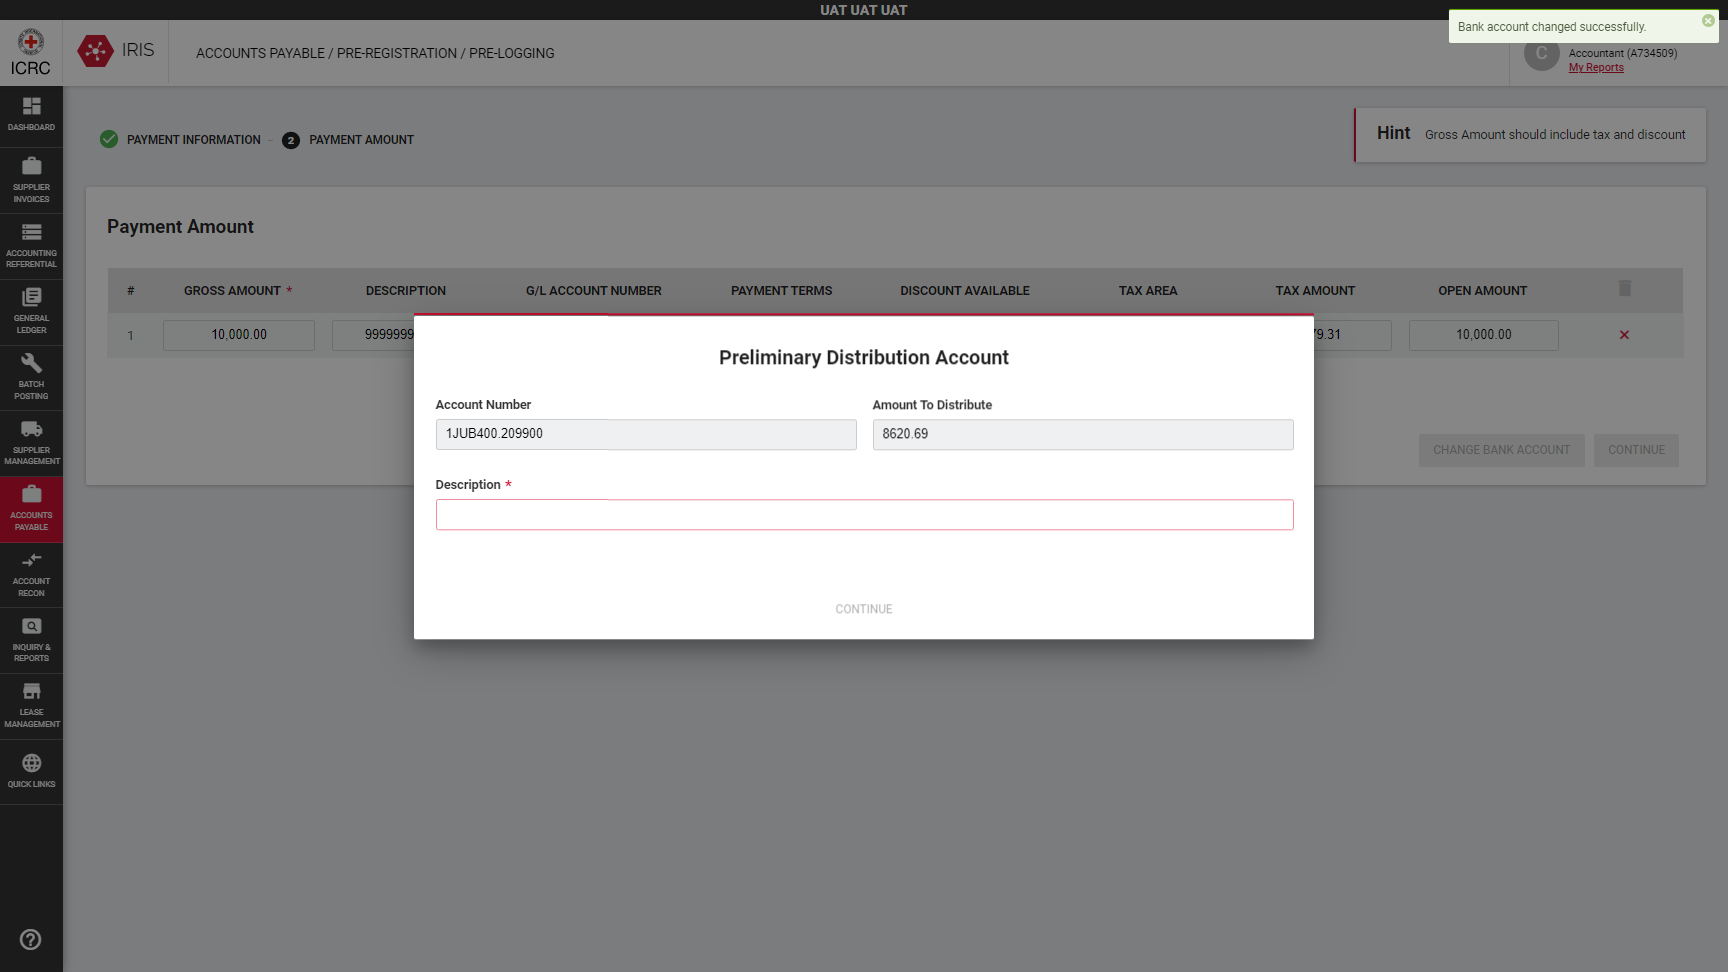 UAT UAT UAT
Bank account changed successfully.
ICRC
IRIS
ACCOUNTS PAYABLE / PRE-REGISTRATION / PRE-LOGGING
C
Accountant (A734509)
My Reports
DASHBOARD
SUPPLIER
INVOICES
ACCOUNTING
REFERENTIAL
GENERAL
LEDGER
BATCH
POSTING
SUPPLIER
MANAGEMENT
ACCOUNTS
PAYABLE
ACCOUNT
RECON
INQUIRY &
REPORTS
LEASE
MANAGEMENT
QUICK LINKS
PAYMENT INFORMATION
2 PAYMENT AMOUNT
Hint Gross Amount should include tax and discount
Payment Amount
# GROSS AMOUNT * DESCRIPTION G/L ACCOUNT NUMBER PAYMENT TERMS DISCOUNT AVAILABLE TAX AREA TAX AMOUNT OPEN AMOUNT
1 10,000.00 9999999 79.31 10,000.00
Preliminary Distribution Account
Account Number Amount To Distribute
1JUB400.209900 8620.69
Description *
CONTINUE
CHANGE BANK ACCOUNT CONTINUE